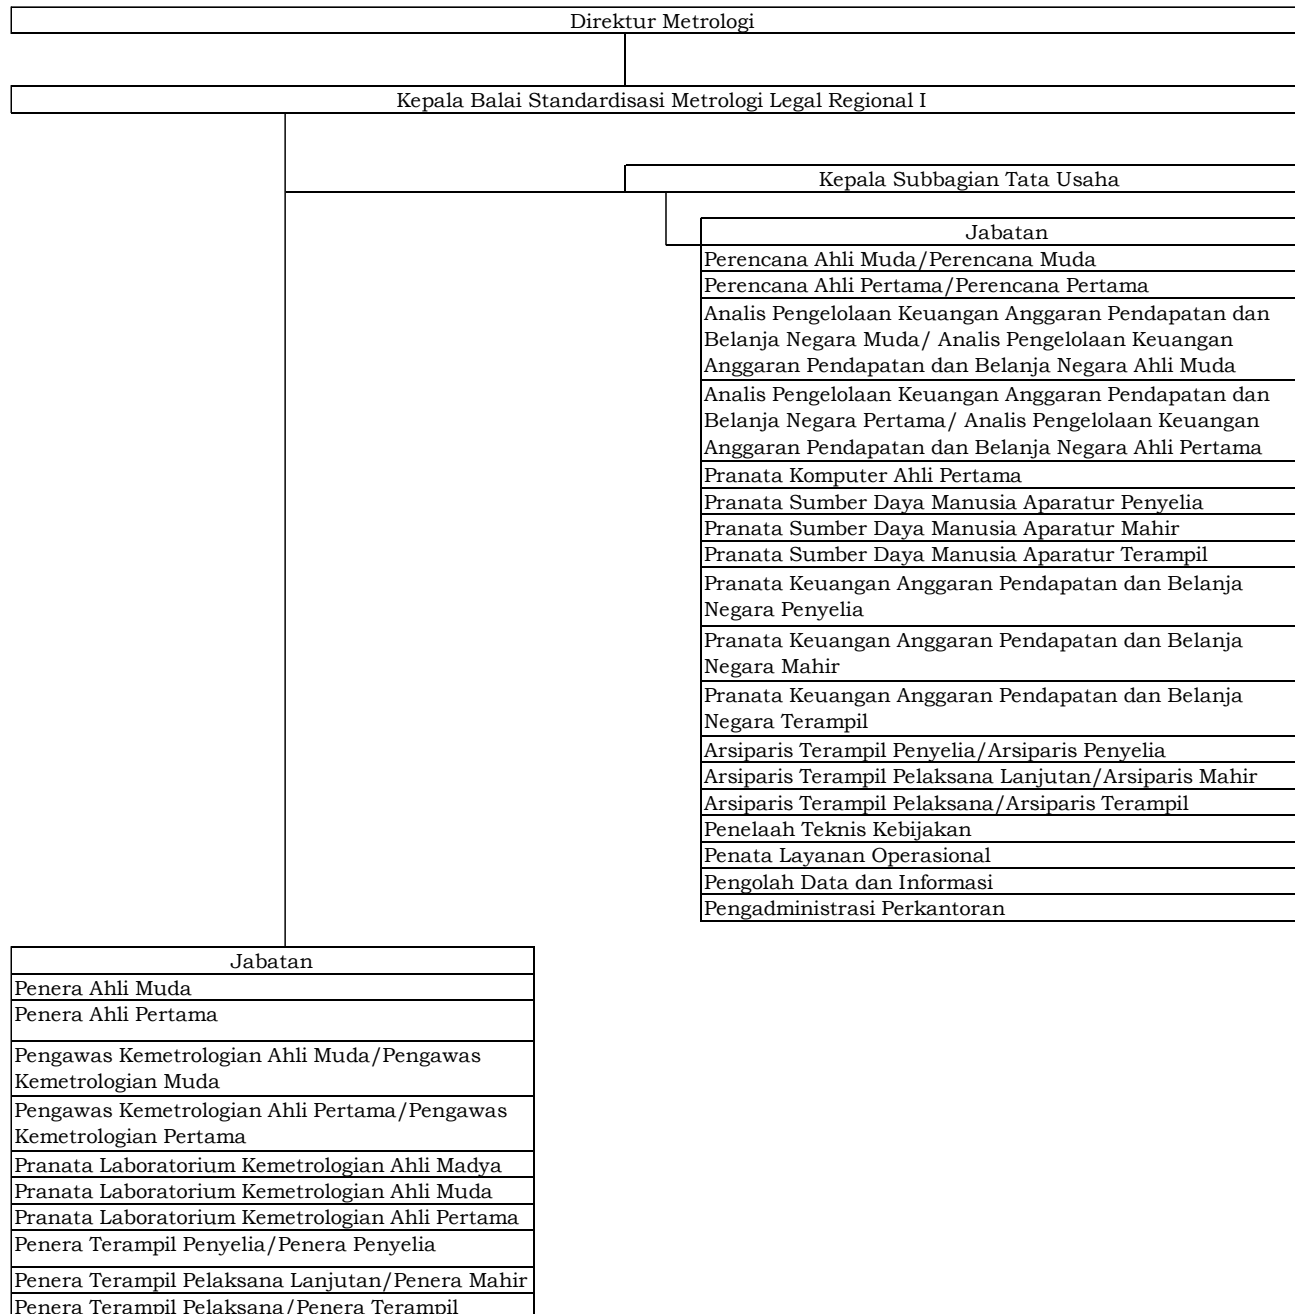 Direktur Metrologi
Kepala Balai Standardisasi Metrologi Legal Regional I
Kepala Subbagian Tata Usaha
Jabatan
Perencana Ahli Muda/Perencana Muda
Perencana Ahli Pertama/Perencana Pertama
Analis Pengelolaan Keuangan Anggaran Pendapatan dan
Belanja Negara Muda/ Analis Pengelolaan Keuangan
Anggaran Pendapatan dan Belanja Negara Ahli Muda
Analis Pengelolaan Keuangan Anggaran Pendapatan dan
Belanja Negara Pertama/ Analis Pengelolaan Keuangan
Anggaran Pendapatan dan Belanja Negara Ahli Pertama
Pranata Komputer Ahli Pertama
Pranata Sumber Daya Manusia Aparatur Penyelia
Pranata Sumber Daya Manusia Aparatur Mahir
Pranata Sumber Daya Manusia Aparatur Terampil
Pranata Keuangan Anggaran Pendapatan dan Belanja
Negara Penyelia
Pranata Keuangan Anggaran Pendapatan dan Belanja
Negara Mahir
Pranata Keuangan Anggaran Pendapatan dan Belanja
Negara Terampil
Arsiparis Terampil Penyelia/Arsiparis Penyelia
Arsiparis Terampil Pelaksana Lanjutan/Arsiparis Mahir
Arsiparis Terampil Pelaksana/Arsiparis Terampil
Penelaah Teknis Kebijakan
Penata Layanan Operasional
Pengolah Data dan Informasi
Pengadministrasi Perkantoran
Jabatan
Penera Ahli Muda
Penera Ahli Pertama
Pengawas Kemetrologian Ahli Muda/Pengawas
Kemetrologian Muda
Pengawas Kemetrologian Ahli Pertama/Pengawas
Kemetrologian Pertama
Pranata Laboratorium Kemetrologian Ahli Madya
Pranata Laboratorium Kemetrologian Ahli Muda
Pranata Laboratorium Kemetrologian Ahli Pertama
Penera Terampil Penyelia/Penera Penyelia
Penera Terampil Pelaksana Lanjutan/Penera Mahir
Penera Terampil Pelaksana/Penera Terampil